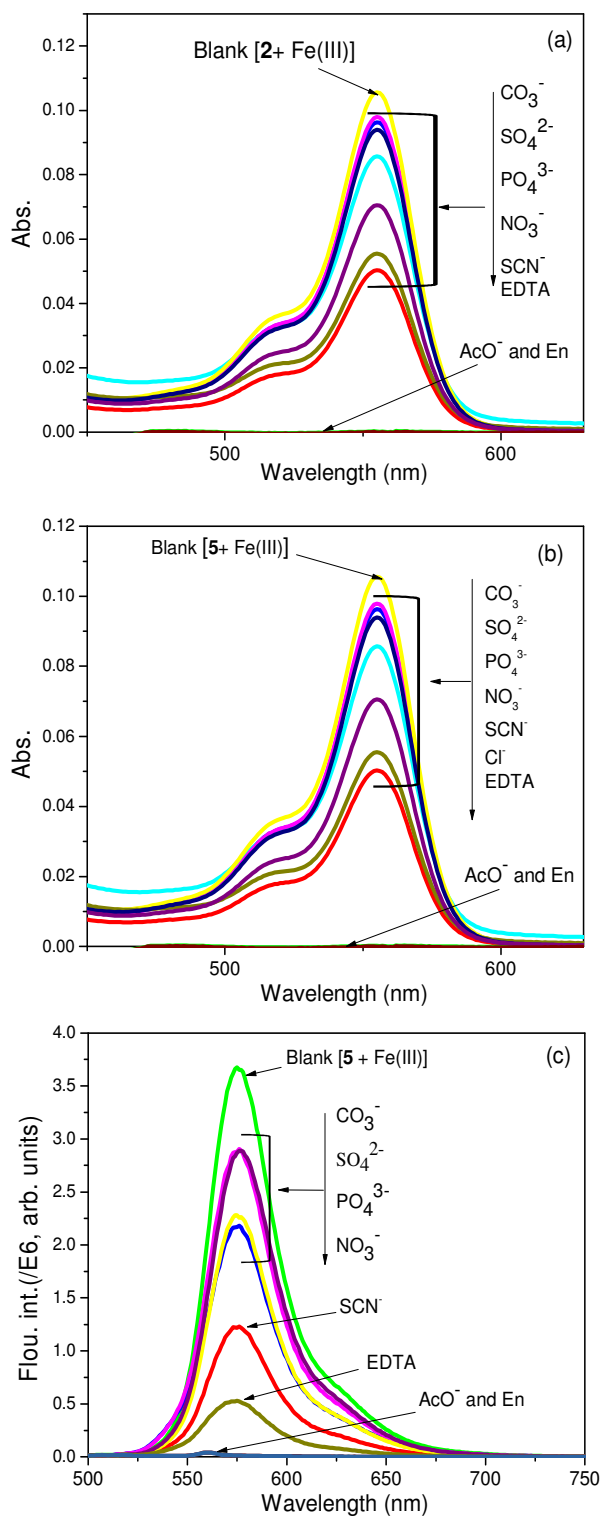 (a)
Blank [2+ Fe(III)]
CO₃⁻
SO₄²⁻
PO₄³⁻
NO₃⁻
SCN⁻
EDTA
AcO⁻ and En
0.12
0.10
0.08
0.06
0.04
0.02
0.00
Abs.
500
600
Wavelength (nm)
(b)
Blank [5+ Fe(III)]
CO₃⁻
SO₄²⁻
PO₄³⁻
NO₃⁻
SCN⁻
Cl⁻
EDTA
AcO⁻ and En
0.12
0.10
0.08
0.06
0.04
0.02
0.00
Abs.
500
600
Wavelength (nm)
(c)
Blank [5 + Fe(III)]
CO₃⁻
SO₄²⁻
PO₄³⁻
NO₃⁻
SCN⁻
EDTA
AcO⁻ and En
4.0
3.5
3.0
2.5
2.0
1.5
1.0
0.5
0.0
Flou. int.(/E6, arb. units)
500
550
600
650
700
750
Wavelength (nm)